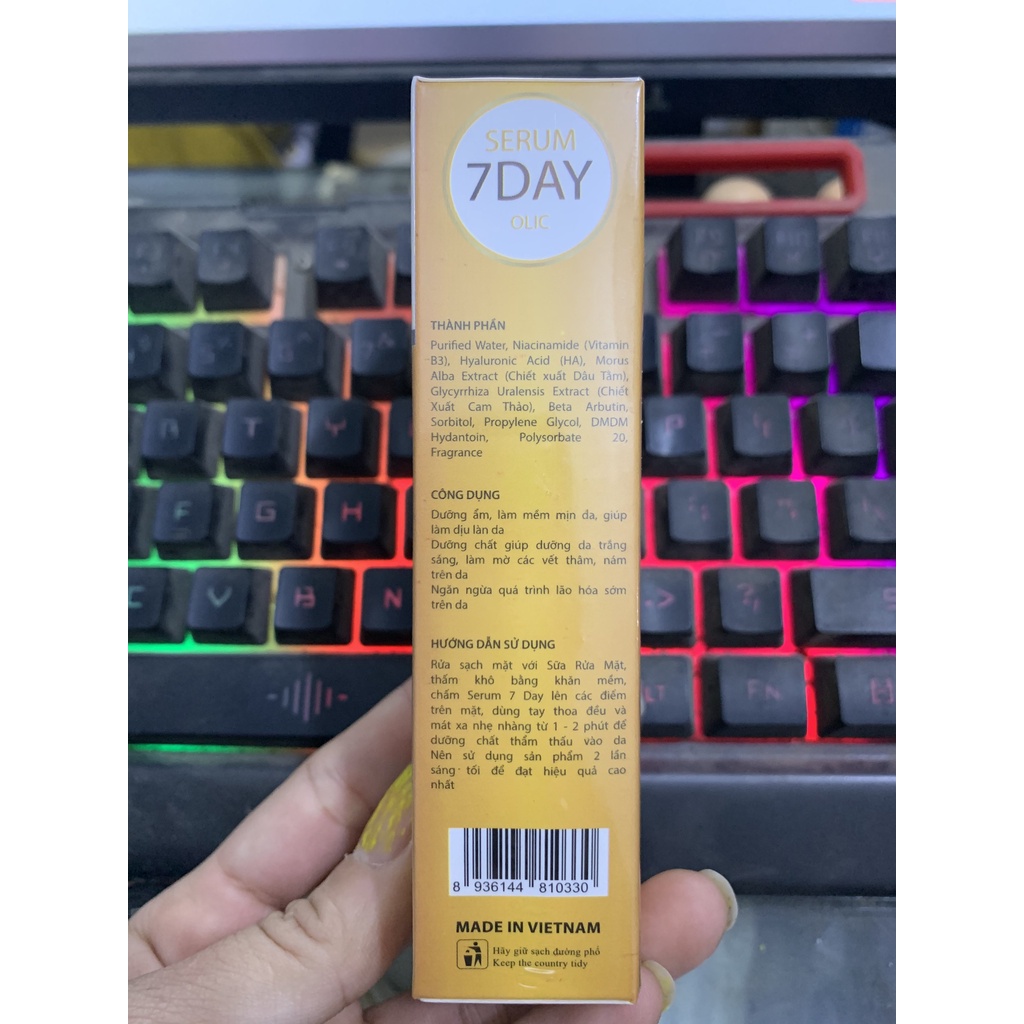 SERUM
7DAY
OLIC
THÀNH PHẦN
Purified Water, Niacinamide (Vitamin
B3), Hyaluronic Acid (HA), Morus
Alba Extract (Chiết xuất Dâu Tằm),
Glycyrrhiza Uralensis Extract (Chiết
Xuất Cam Thảo), Beta Arbutin,
Sorbitol, Propylene Glycol, DMDM
Hydantoin, Polysorbate 20,
Fragrance
CÔNG DỤNG
Dưỡng ẩm, làm mềm mịn da, giúp
làm dịu làn da
Dưỡng chất giúp dưỡng da trắng
sáng, làm mờ các vết thâm, nám
trên da
Ngăn ngừa quá trình lão hóa sớm
trên da
HƯỚNG DẪN SỬ DỤNG
Rửa sạch mặt với Sữa Rửa Mặt,
thấm khô bằng khăn mềm,
chấm Serum 7 Day lên các điểm
trên mặt, dùng tay thoa đều và
mát xa nhẹ nhàng từ 1 - 2 phút để
dưỡng chất thẩm thấu vào da
Nên sử dụng sản phẩm 2 lần
sáng tối để đạt hiệu quả cao
nhất
8 936144 810330
MADE IN VIETNAM
Hãy giữ sạch đường phố
Keep the country tidy
T Y
F G H
C V B N
FN